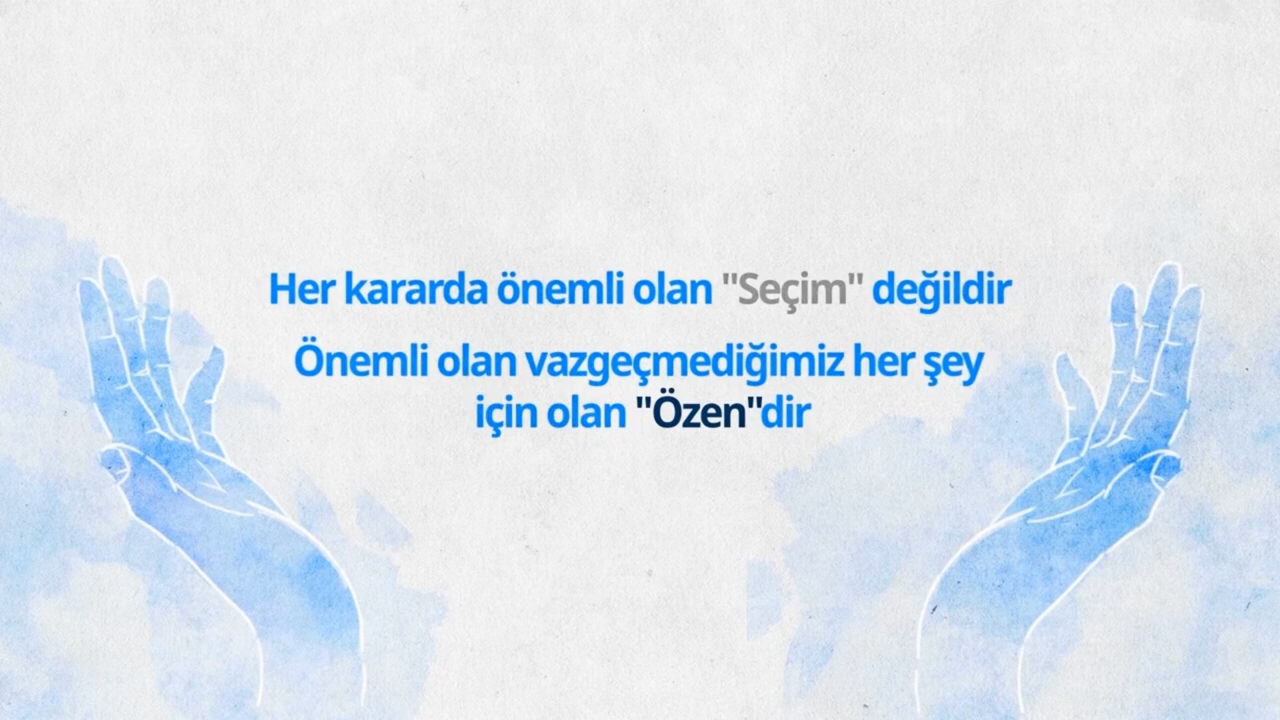 Her kararda önemli olan "Seçim" değildir
Önemli olan vazgeçmediğimiz her şey
için olan "Özen"dir